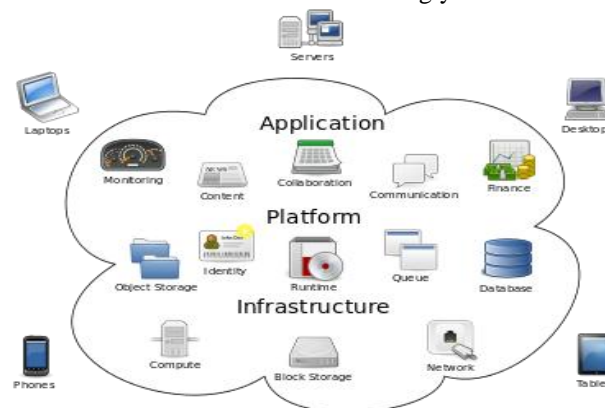 Servers
Laptops
Desktop
Application
Monitoring
Content
Collaboration
Communication
Finance
Platform
Object Storage
Identity
Runtime
Queue
Database
Infrastructure
Compute
Block Storage
Network
Phones
Table